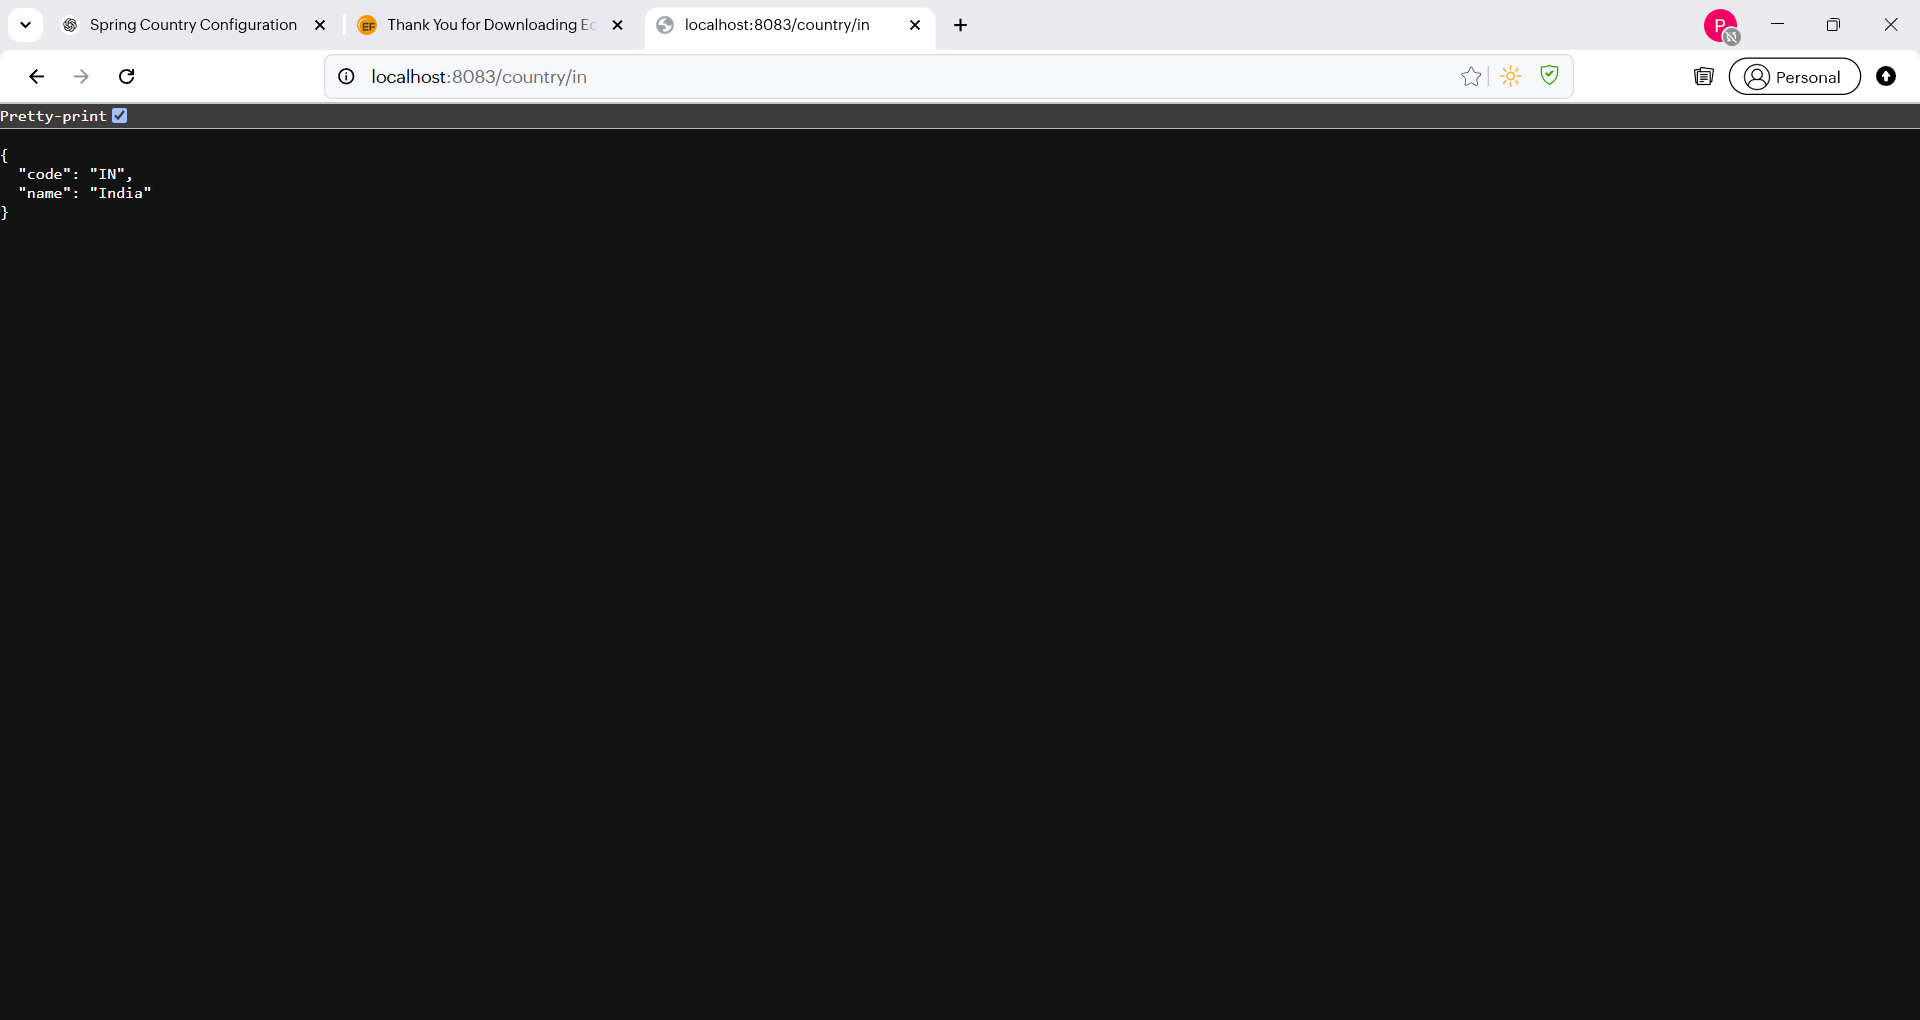 Spring Country Configuration
Thank You for Downloading Ec
localhost:8083/country/in
P
localhost:8083/country/in
Personal
Pretty-print
{
  "code": "IN",
  "name": "India"
}